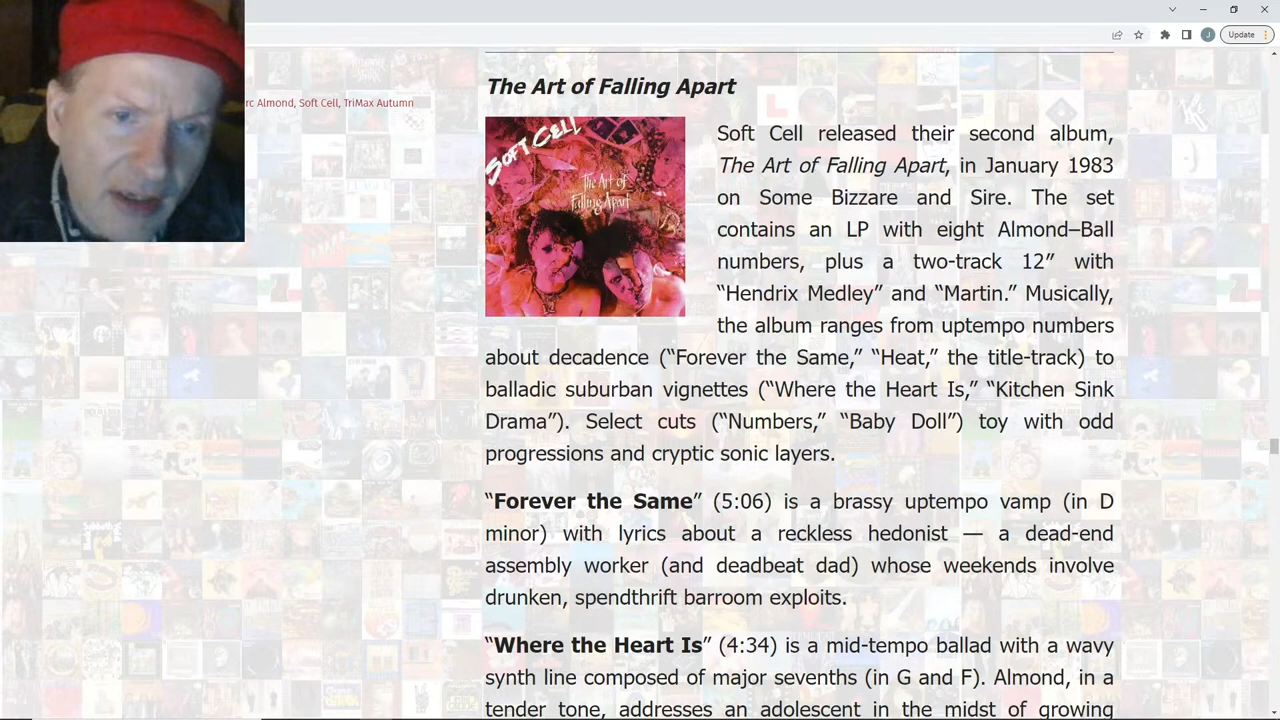 Update
rc Almond, Soft Cell, TriMax Autumn
The Art of Falling Apart
SOFT CELL
The Art of
Falling Apart
Soft Cell released their second album,
The Art of Falling Apart, in January 1983
on Some Bizzare and Sire. The set
contains an LP with eight Almond–Ball
numbers, plus a two-track 12″ with
“Hendrix Medley” and “Martin.” Musically,
the album ranges from uptempo numbers
about decadence (“Forever the Same,” “Heat,” the title-track) to
balladic suburban vignettes (“Where the Heart Is,” “Kitchen Sink
Drama”). Select cuts (“Numbers,” “Baby Doll”) toy with odd
progressions and cryptic sonic layers.
“Forever the Same” (5:06) is a brassy uptempo vamp (in D
minor) with lyrics about a reckless hedonist — a dead-end
assembly worker (and deadbeat dad) whose weekends involve
drunken, spendthrift barroom exploits.
“Where the Heart Is” (4:34) is a mid-tempo ballad with a wavy
synth line composed of major sevenths (in G and F). Almond, in a
tender tone, addresses an adolescent in the midst of growing